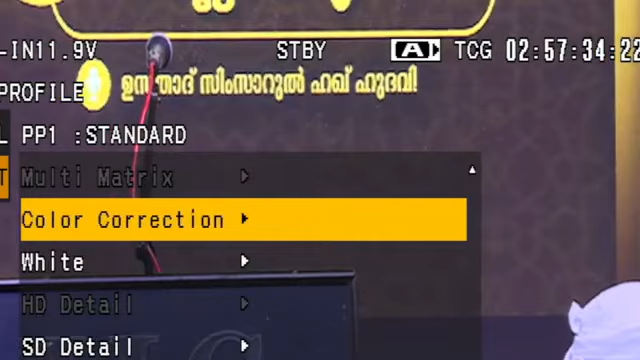 -IN11.9V STBY A TCG 02:57:34:22
PROFILE
ഉസ്താദ് സിംസാറുൽ ഹഖ് ഹുദവി
PP1 :STANDARD
Multi Matrix
Color Correction
White
HD Detail
SD Detail